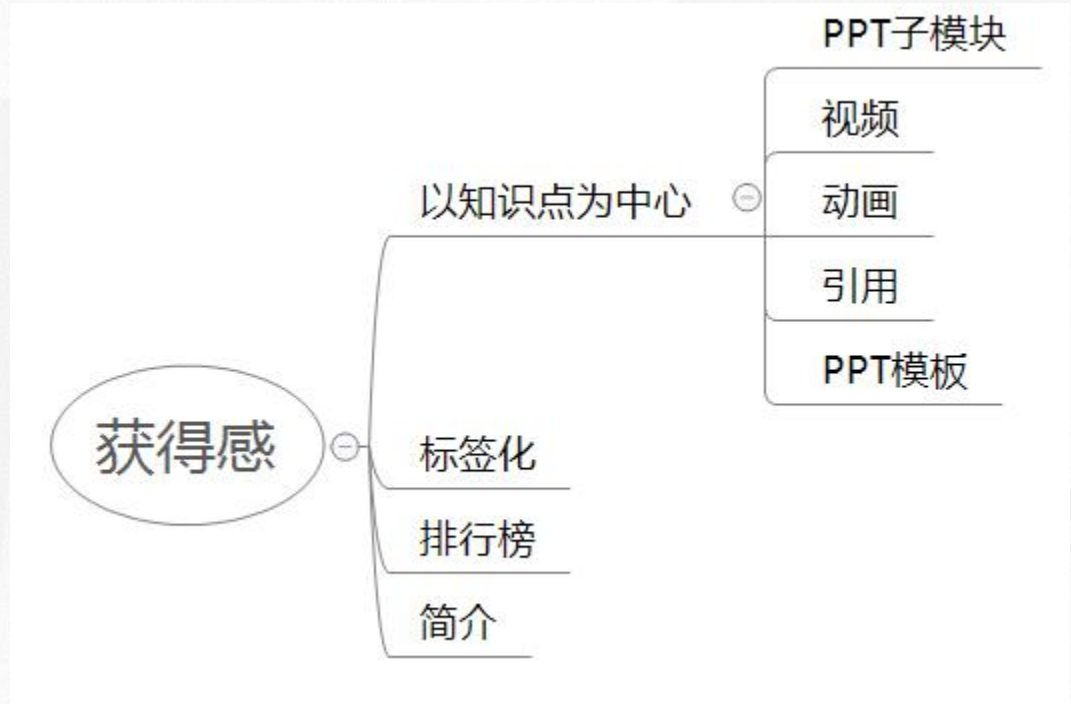 PPT子模块
视频
以知识点为中心
动画
引用
PPT模板
获得感
标签化
排行榜
简介